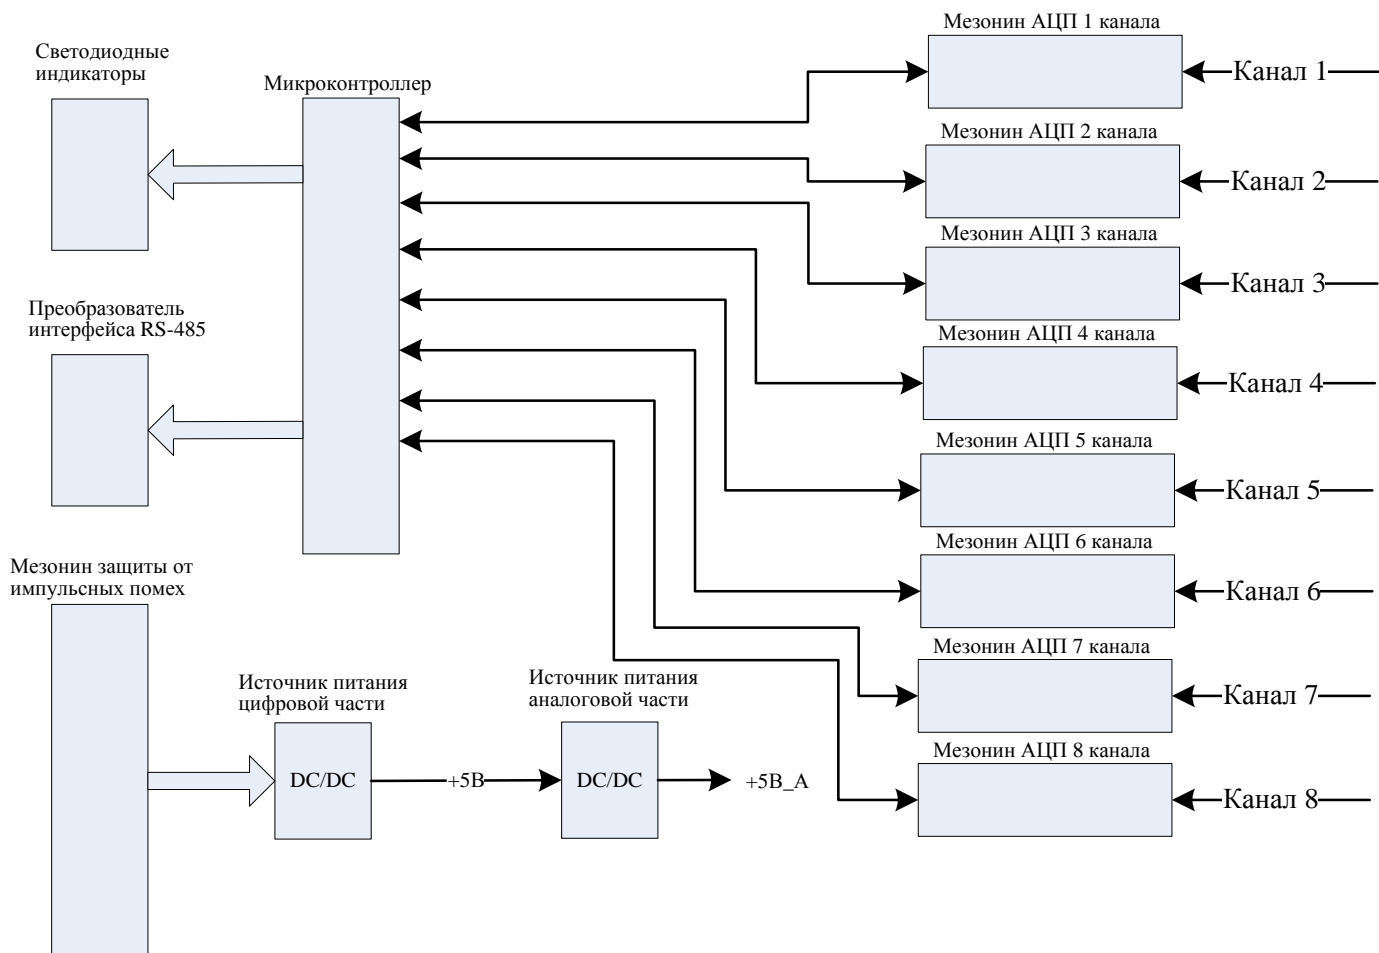 Светодиодные
индикаторы
Микроконтроллер
Преобразователь
интерфейса RS-485
Мезонин защиты от
импульсных помех
Источник питания
цифровой части
DC/DC
+5В
Источник питания
аналоговой части
DC/DC
+5В_А
Мезонин АЦП 1 канала
Канал 1
Мезонин АЦП 2 канала
Канал 2
Мезонин АЦП 3 канала
Канал 3
Мезонин АЦП 4 канала
Канал 4
Мезонин АЦП 5 канала
Канал 5
Мезонин АЦП 6 канала
Канал 6
Мезонин АЦП 7 канала
Канал 7
Мезонин АЦП 8 канала
Канал 8